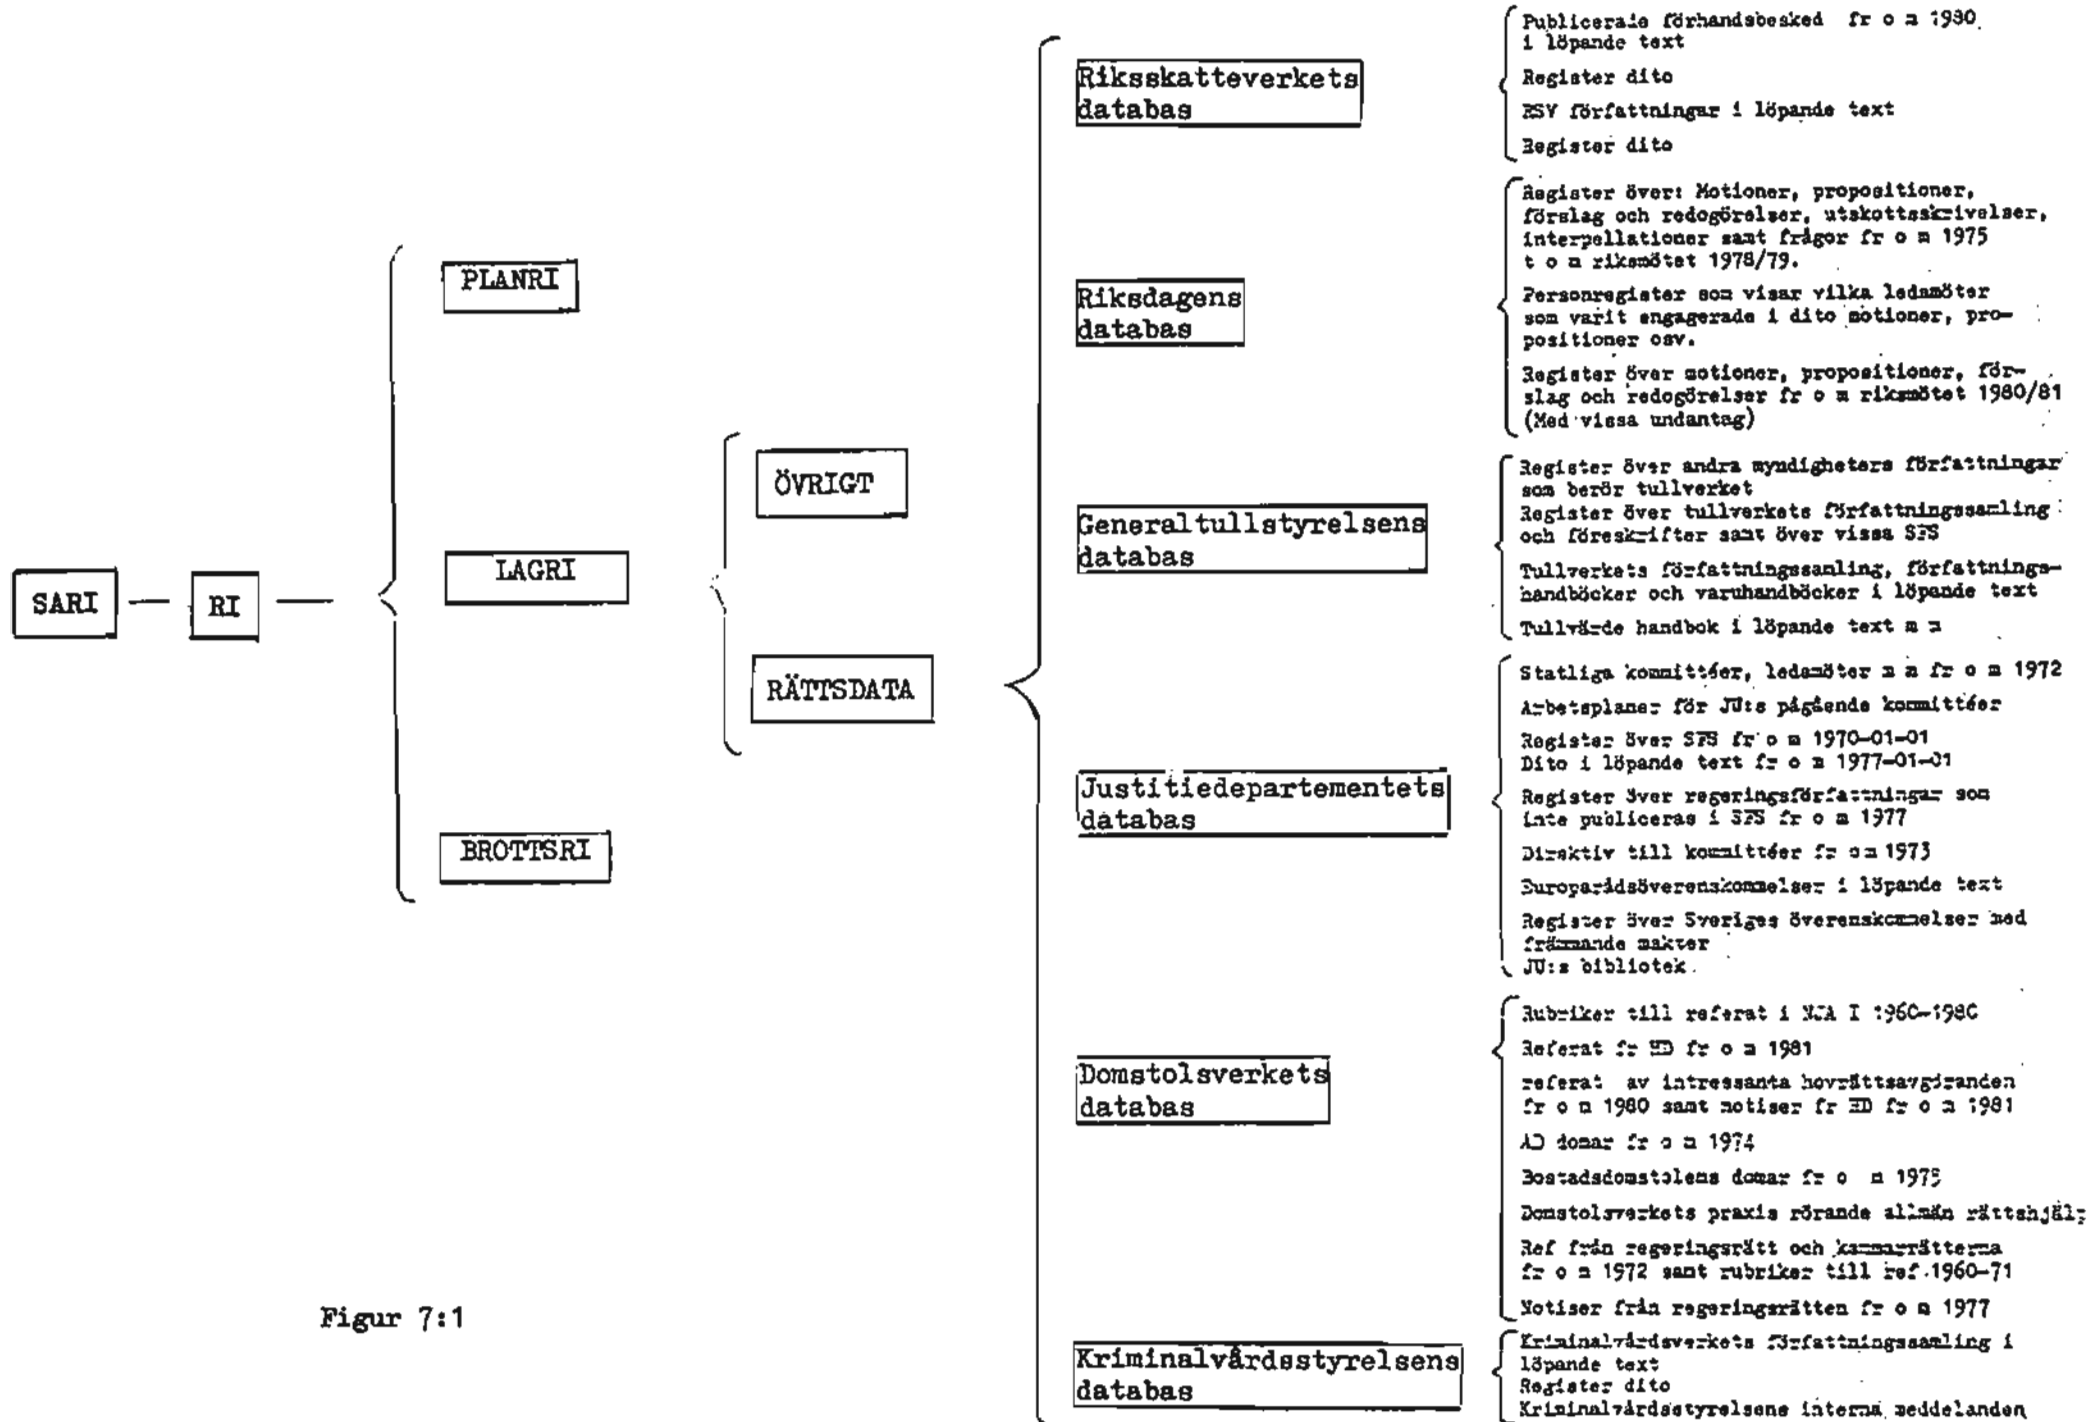 SARI
RI
PLANRI
LAGRI
BROTTSRI
ÖVRIGT
RÄTTSDATA
Riksskatteverkets
databas
Publicerade förhandsbesked fr o m 1980
i löpande text
Register dito
RSV författningar i löpande text
Register dito
Riksdagens
databas
Register över: Motioner, propositioner,
förslag och redogörelser, utskottsskrivelser,
interpellationer samt frågor fr o m 1975
t o m riksmötet 1978/79.
Personregister som visar vilka ledamöter
som varit engagerade i dito motioner, pro-
positioner osv.
Register över motioner, propositioner, för-
slag och redogörelser fr o m riksmötet 1980/81
(Med vissa undantag)
Generaltullstyrelsens
databas
Register över andra myndigheters författningar
som berör tullverket
Register över tullverkets författningssamling
och föreskrifter samt över vissa SFS
Tullverkets författningssamling, författnings-
handböcker och varuhandböcker i löpande text
Tullvärde handbok i löpande text m m
Justitiedepartementets
databas
Statliga kommittéer, ledamöter m m fr o m 1972
Arbetsplaner för JU:s pågående kommittéer
Register över SFS fr o m 1970-01-01
Dito i löpande text fr o m 1977-01-01
Register över regeringsförfattningar som
inte publiceras i SFS fr o m 1977
Direktiv till kommittéer fr o m 1973
Europarådsöverenskommelser i löpande text
Register över Sveriges överenskommelser med
främmande makter
JU:s bibliotek
Domstolsverkets
databas
Rubriker till referat i NJA I 1960-1980
Referat fr HD fr o m 1981
referat av intressanta hovrättsavgöranden
fr o m 1980 samt notiser fr HD fr o m 1981
AD domar fr o m 1974
Bostadsdomstolens domar fr o m 1975
Domstolsverkets praxis rörande allmän rättshjälp
Ref från regeringsrätt och kammarrätterna
fr o m 1972 samt rubriker till ref.1960-71
Notiser från regeringsrätten fr o m 1977
Kriminalvårdsstyrelsens
databas
Kriminalvårdsverkets författningssamling i
löpande text
Register dito
Kriminalvårdsstyrelsens interna meddelanden
Figur 7:1